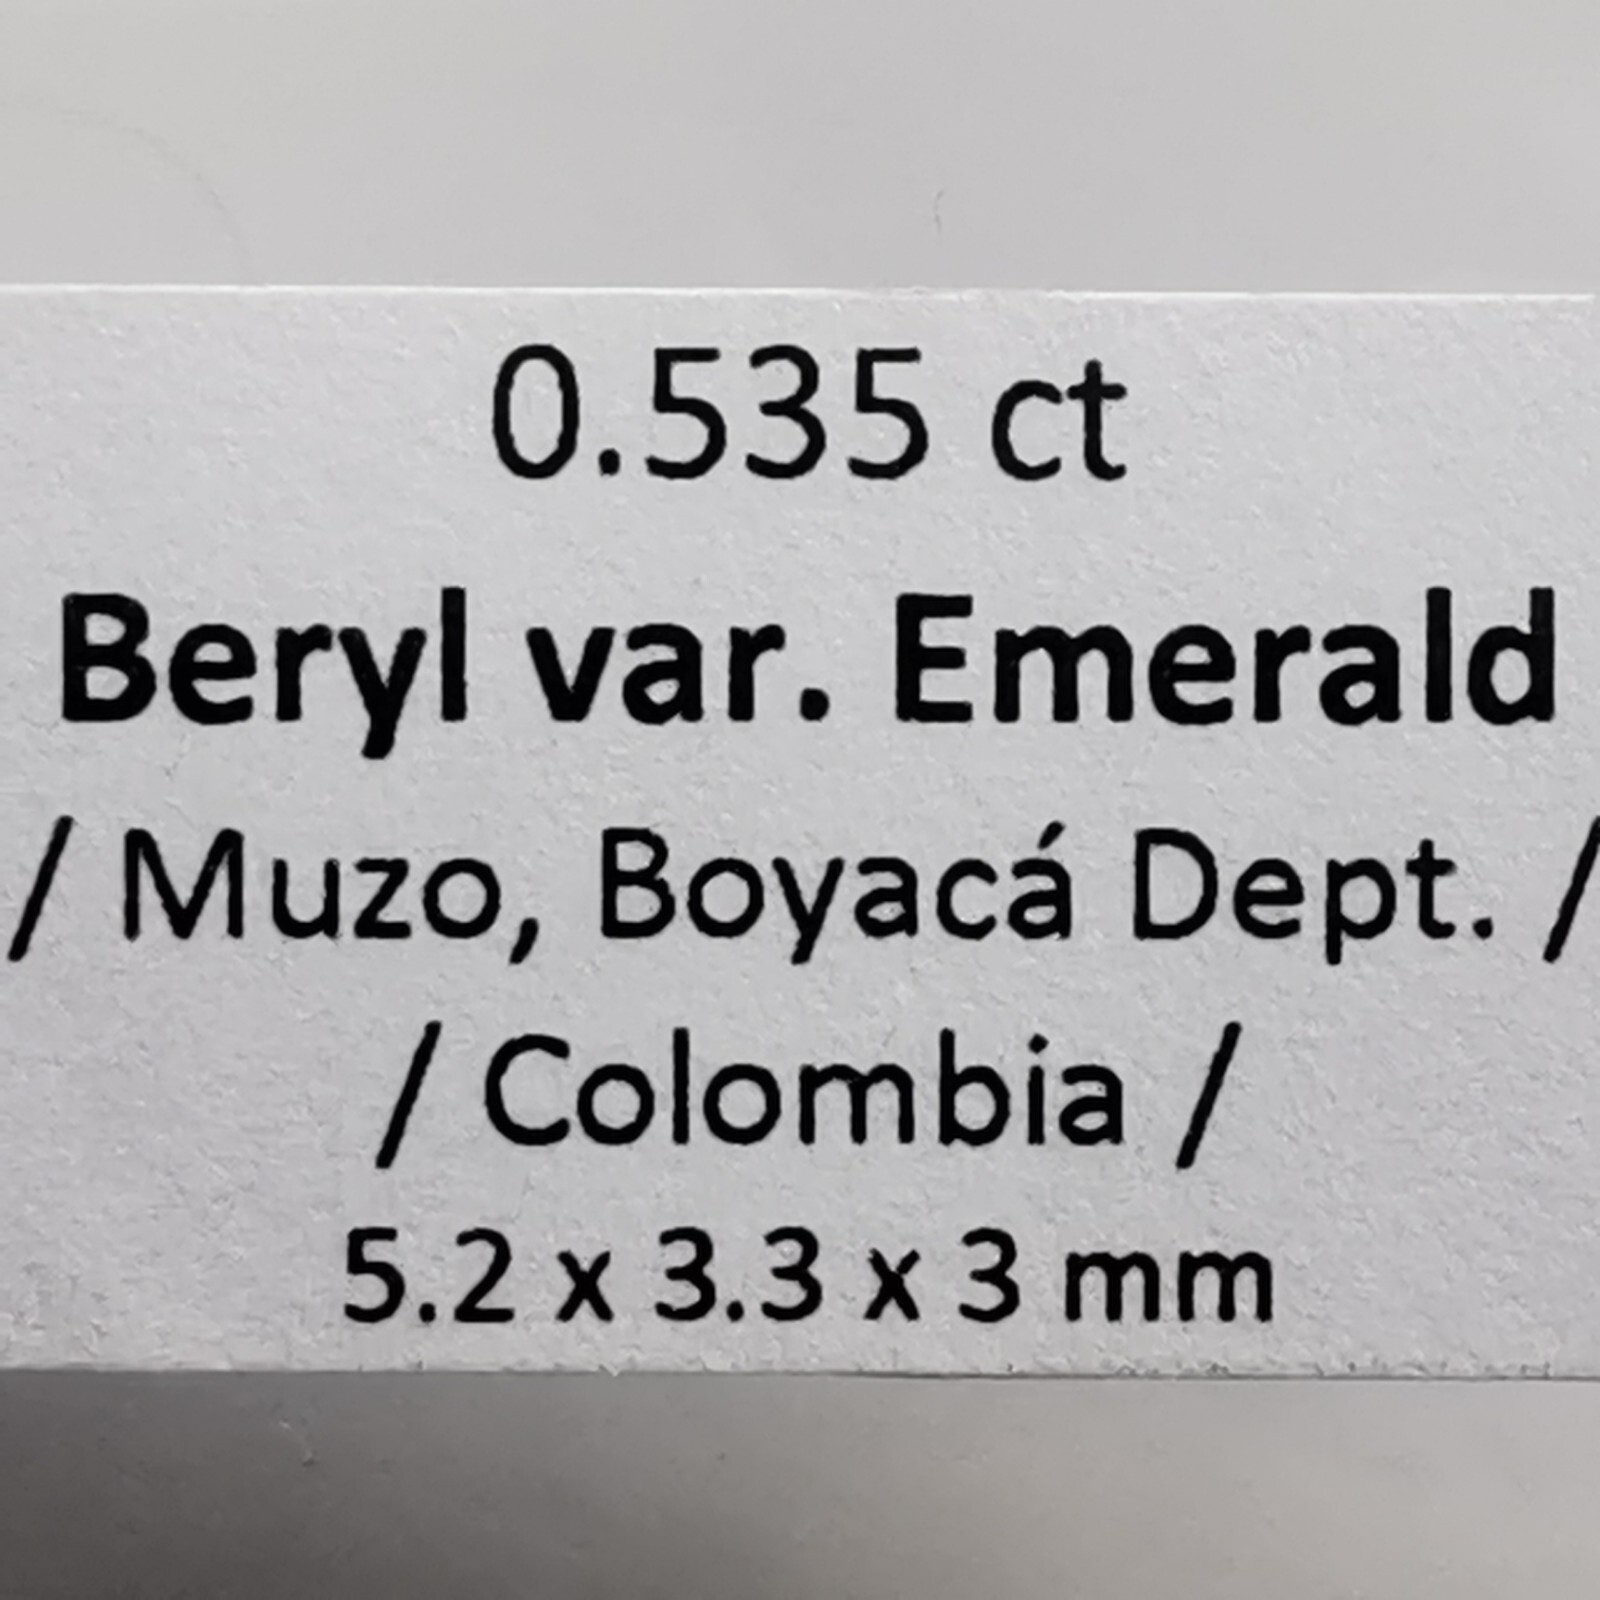 0.535 ct
Beryl var. Emerald
/ Muzo, Boyacá Dept. /
/ Colombia /
5.2 x 3.3 x 3 mm